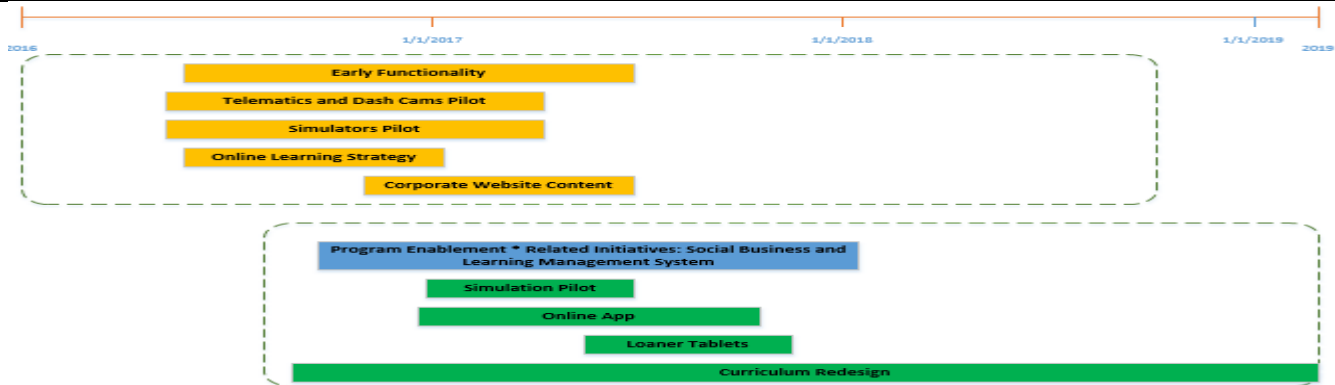 1/1/2017
1/1/2018
1/1/2019
2016
2019
Early Functionality
Telematics and Dash Cams Pilot
Simulators Pilot
Online Learning Strategy
Corporate Website Content
Program Enablement * Related Initiatives: Social Business and
Learning Management System
Simulation Pilot
Online App
Loaner Tablets
Curriculum Redesign